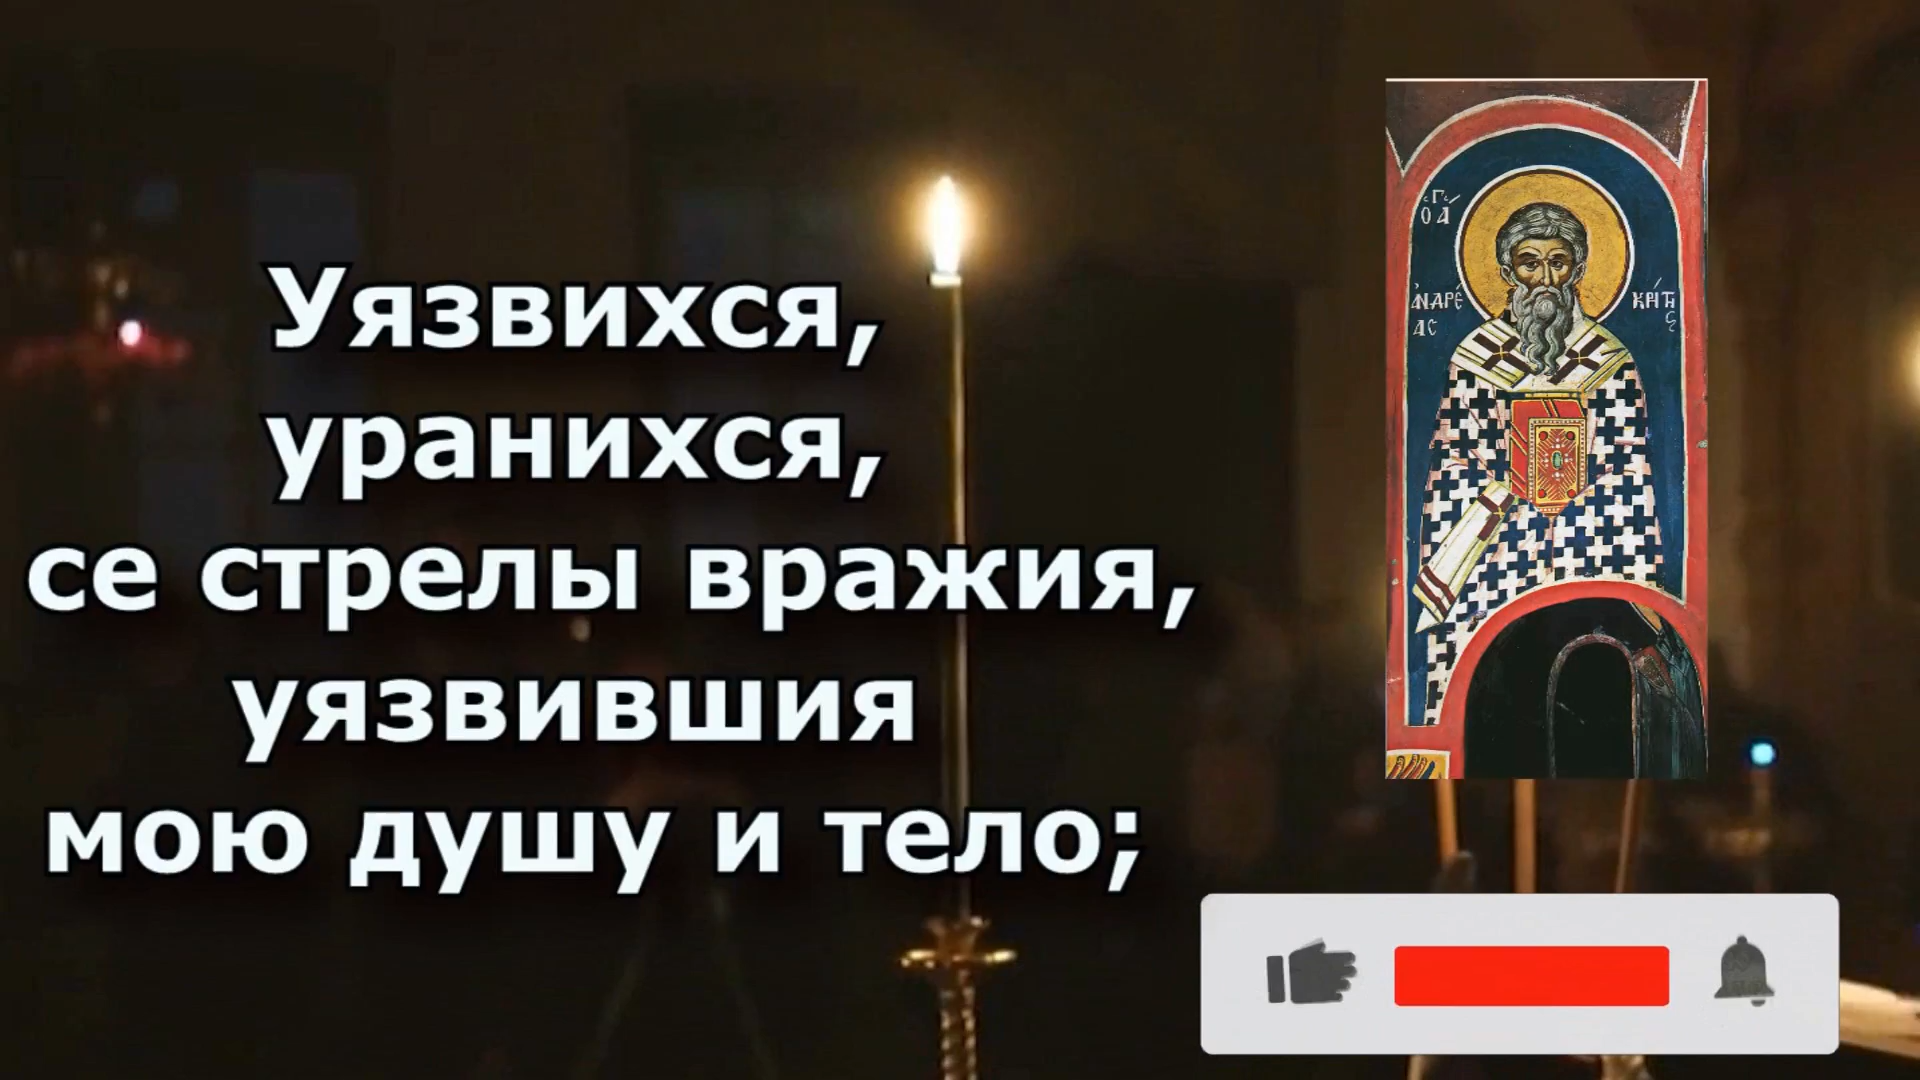 Уязвихся,
уранихся,
се стрелы вражия,
уязвившия
мою душу и тело;